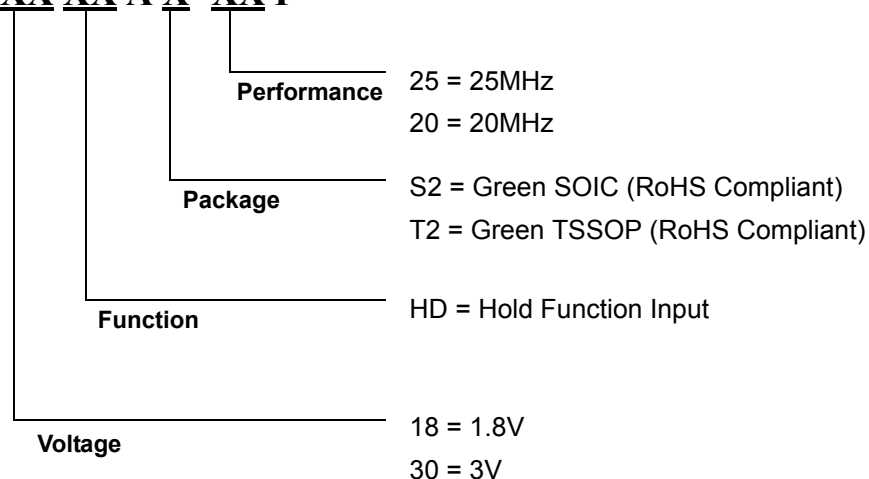 Performance 25 = 25MHz
20 = 20MHz
Package S2 = Green SOIC (RoHS Compliant)
T2 = Green TSSOP (RoHS Compliant)
Function HD = Hold Function Input
Voltage 18 = 1.8V
30 = 3V